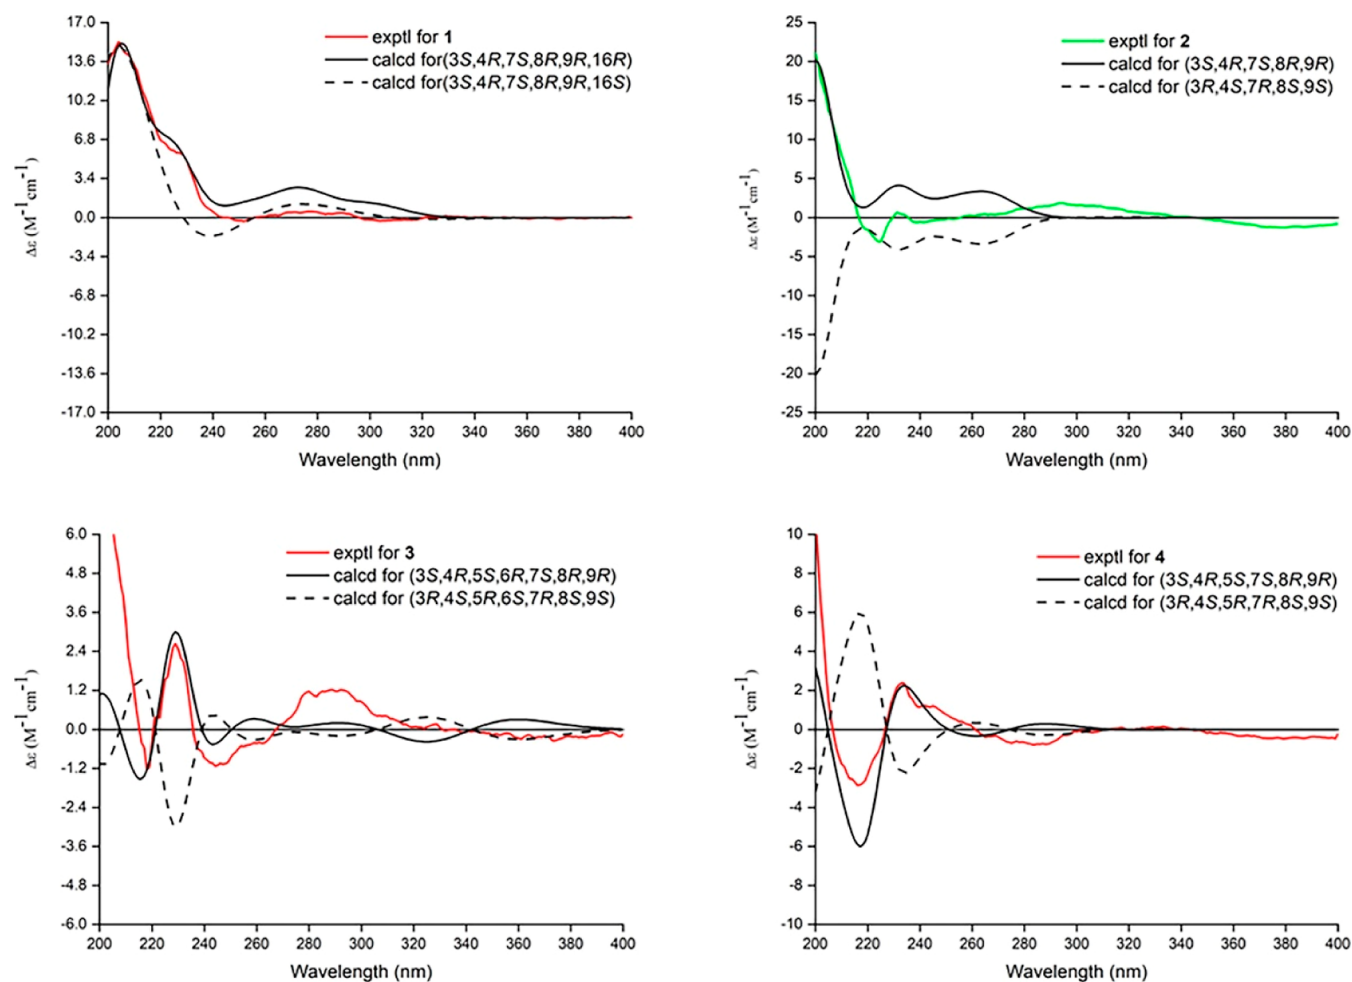 17.0
13.6
10.2
6.8
3.4
0.0
-3.4
-6.8
-10.2
-13.6
-17.0
Δε (M⁻¹cm⁻¹)
exptl for 1
calcd for(3S,4R,7S,8R,9R,16R)
calcd for(3S,4R,7S,8R,9R,16S)
200 220 240 260 280 300 320 340 360 380 400
Wavelength (nm)
25
20
15
10
5
0
-5
-10
-15
-20
-25
Δε (M⁻¹cm⁻¹)
exptl for 2
calcd for (3S,4R,7S,8R,9R)
calcd for (3R,4S,7R,8S,9S)
200 220 240 260 280 300 320 340 360 380 400
Wavelength (nm)
6.0
4.8
3.6
2.4
1.2
0.0
-1.2
-2.4
-3.6
-4.8
-6.0
Δε (M⁻¹cm⁻¹)
exptl for 3
calcd for (3S,4R,5S,6R,7S,8R,9R)
calcd for (3R,4S,5R,6S,7R,8S,9S)
200 220 240 260 280 300 320 340 360 380 400
Wavelength (nm)
10
8
6
4
2
0
-2
-4
-6
-8
-10
Δε (M⁻¹cm⁻¹)
exptl for 4
calcd for (3S,4R,5S,7S,8R,9R)
calcd for (3R,4S,5R,7R,8S,9S)
200 220 240 260 280 300 320 340 360 380 400
Wavelength (nm)